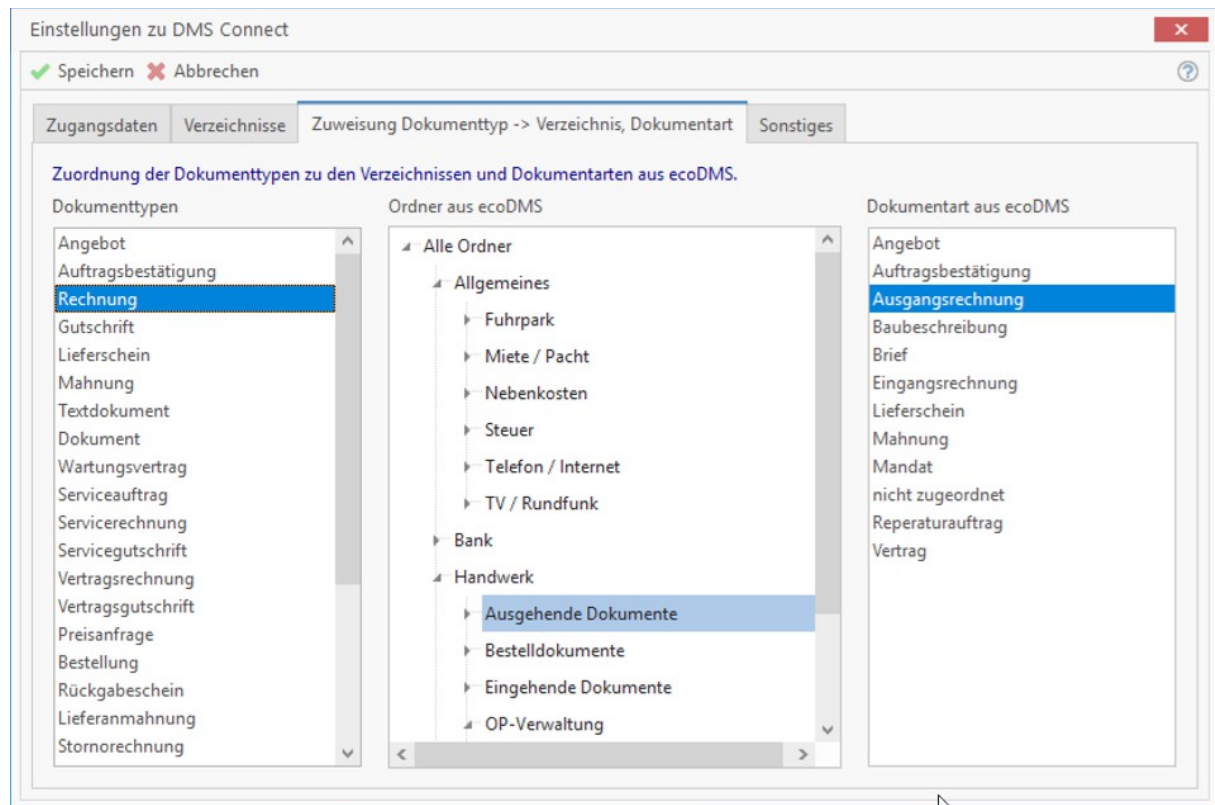 Einstellungen zu DMS Connect
Speichern Abbrechen
Zugangsdaten Verzeichnisse Zuweisung Dokumenttyp -> Verzeichnis, Dokumentart Sonstiges
Zuordnung der Dokumenttypen zu den Verzeichnissen und Dokumentarten aus ecoDMS.
Dokumenttypen
Angebot
Auftragsbestätigung
Rechnung
Gutschrift
Lieferschein
Mahnung
Textdokument
Dokument
Wartungsvertrag
Serviceauftrag
Servicerechnung
Servicegutschrift
Vertragsrechnung
Vertragsgutschrift
Preisanfrage
Bestellung
Rückgabeschein
Lieferanmahnung
Stornorechnung
Ordner aus ecoDMS
Alle Ordner
Allgemeines
Fuhrpark
Miete / Pacht
Nebenkosten
Steuer
Telefon / Internet
TV / Rundfunk
Bank
Handwerk
Ausgehende Dokumente
Bestelldokumente
Eingehende Dokumente
OP-Verwaltung
Dokumentart aus ecoDMS
Angebot
Auftragsbestätigung
Ausgangsrechnung
Baubeschreibung
Brief
Eingangsrechnung
Lieferschein
Mahnung
Mandat
nicht zugeordnet
Reperaturauftrag
Vertrag